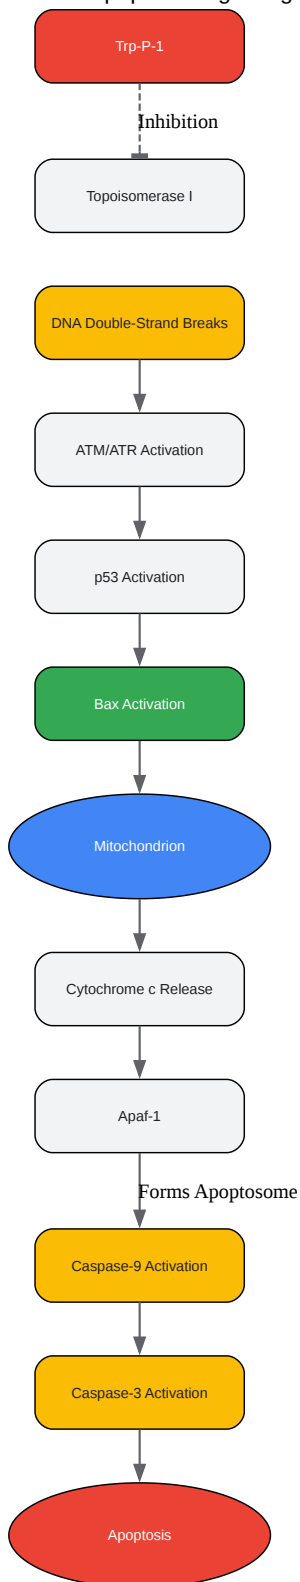 Trp-P-1
Inhibition
Topoisomerase I
DNA Double-Strand Breaks
ATM/ATR Activation
p53 Activation
Bax Activation
Mitochondrion
Cytochrome c Release
Apaf-1
Forms Apoptosome
Caspase-9 Activation
Caspase-3 Activation
Apoptosis